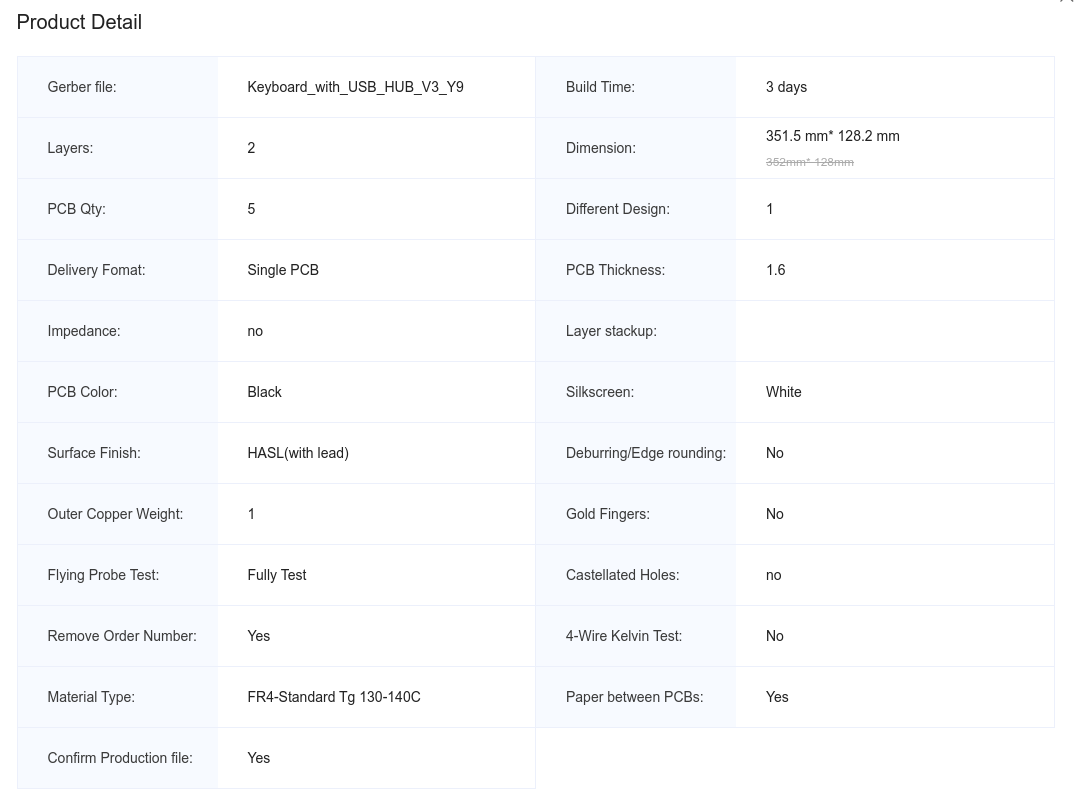 Product Detail
Gerber file: Keyboard_with_USB_HUB_V3_Y9 Build Time: 3 days
Layers: 2 Dimension: 351.5 mm* 128.2 mm
352mm* 128mm
PCB Qty: 5 Different Design: 1
Delivery Fomat: Single PCB PCB Thickness: 1.6
Impedance: no Layer stackup:
PCB Color: Black Silkscreen: White
Surface Finish: HASL(with lead) Deburring/Edge rounding: No
Outer Copper Weight: 1 Gold Fingers: No
Flying Probe Test: Fully Test Castellated Holes: no
Remove Order Number: Yes 4-Wire Kelvin Test: No
Material Type: FR4-Standard Tg 130-140C Paper between PCBs: Yes
Confirm Production file: Yes